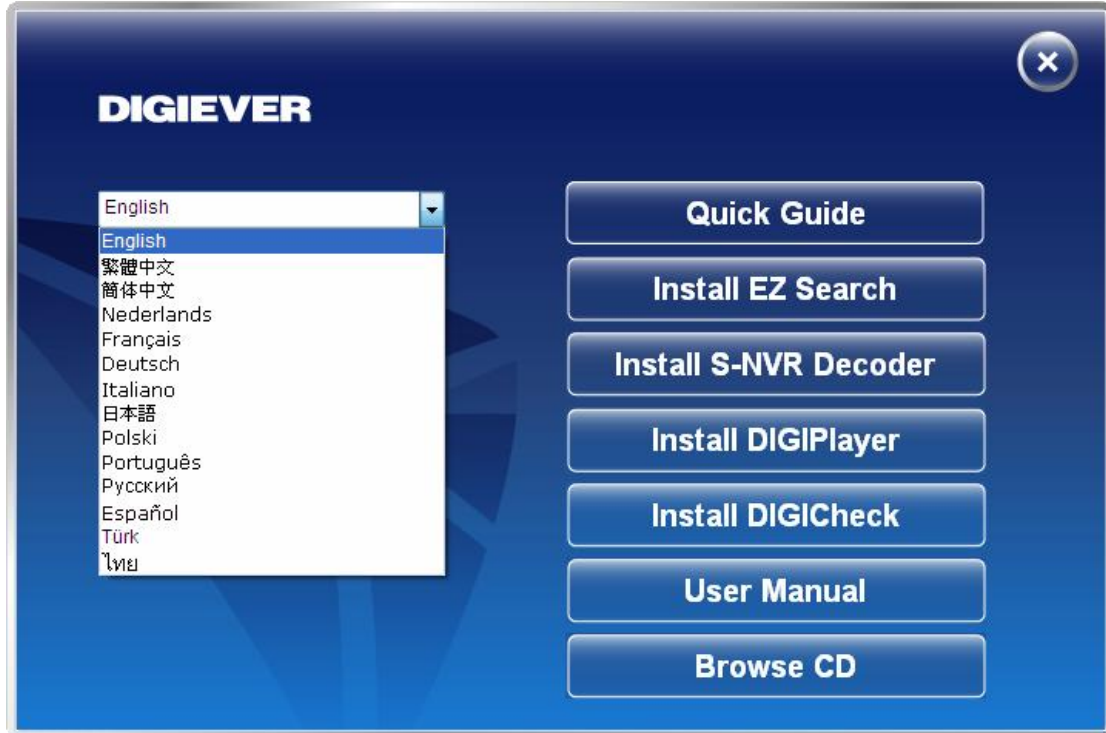 DIGIEVER
English
English
繁體中文
简体中文
Nederlands
Français
Deutsch
Italiano
日本語
Polski
Português
Русский
Español
Türk
ไทย
Quick Guide
Install EZ Search
Install S-NVR Decoder
Install DIGIPlayer
Install DIGICheck
User Manual
Browse CD